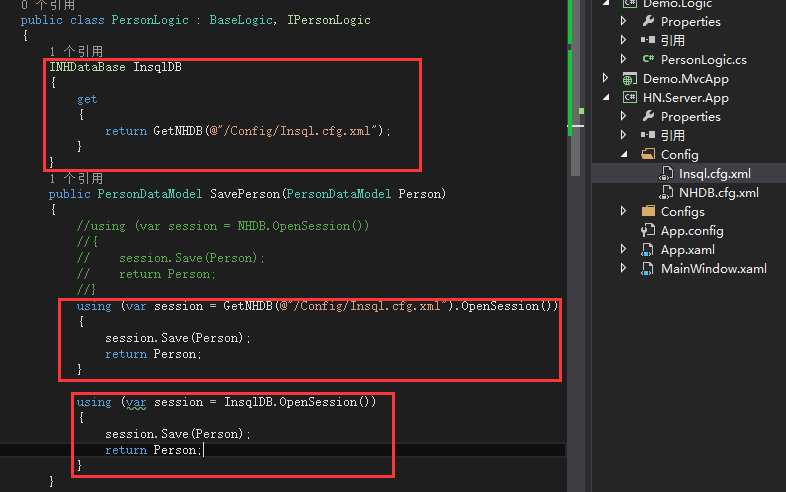 0 个引用
public class PersonLogic : BaseLogic, IPersonLogic
{
1 个引用
INHDataBase InsqlDB
{
get
{
return GetNHDB(@"/Config/Insql.cfg.xml");
}
}
1 个引用
public PersonDataModel SavePerson(PersonDataModel Person)
{
//using (var session = NHDB.OpenSession())
//{
//    session.Save(Person);
//    return Person;
//}
using (var session = GetNHDB(@"/Config/Insql.cfg.xml").OpenSession())
{
session.Save(Person);
return Person;
}
using (var session = InsqlDB.OpenSession())
{
session.Save(Person);
return Person;
}
}
Demo.Logic
Properties
引用
C# PersonLogic.cs
Demo.MvcApp
C# HN.Server.App
Properties
引用
Config
Insql.cfg.xml
NHDB.cfg.xml
Configs
App.config
App.xaml
MainWindow.xaml